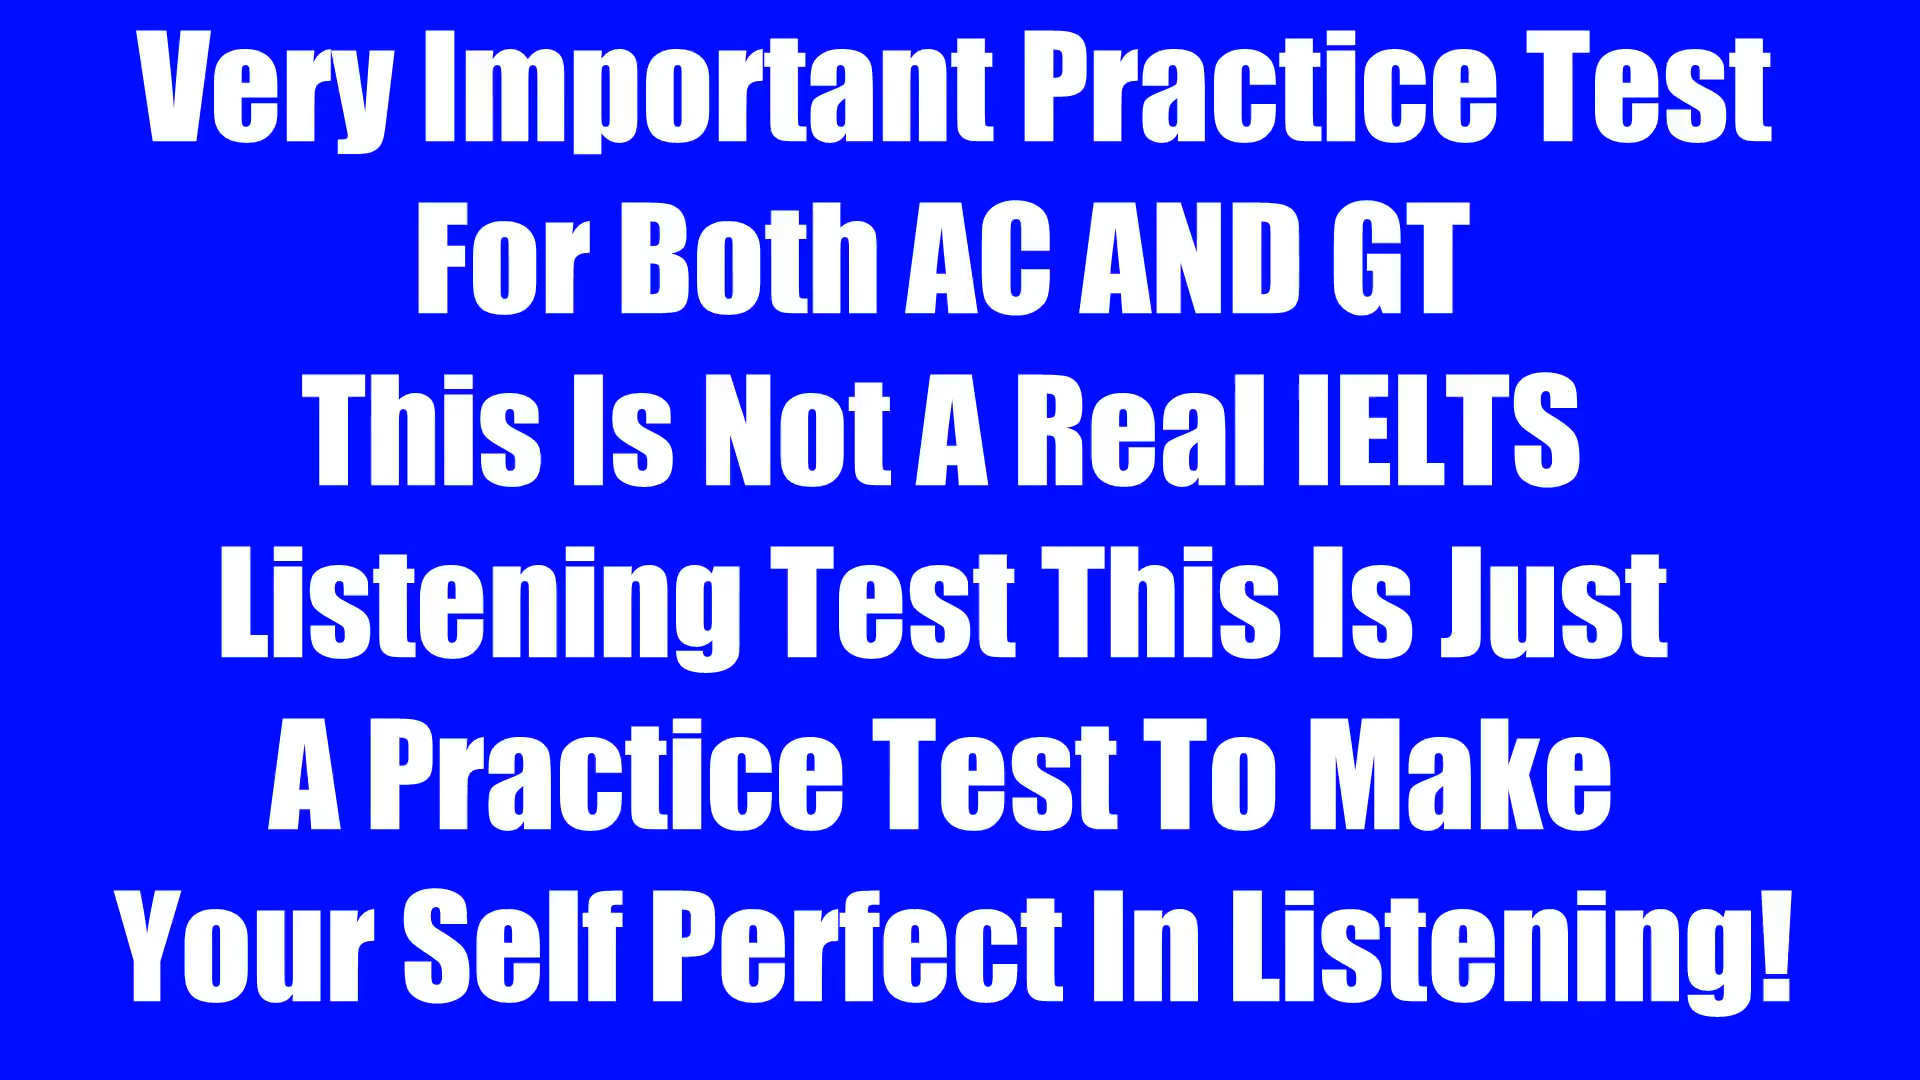 Very Important Practice Test
For Both AC AND GT
This Is Not A Real IELTS
Listening Test This Is Just
A Practice Test To Make
Your Self Perfect In Listening!